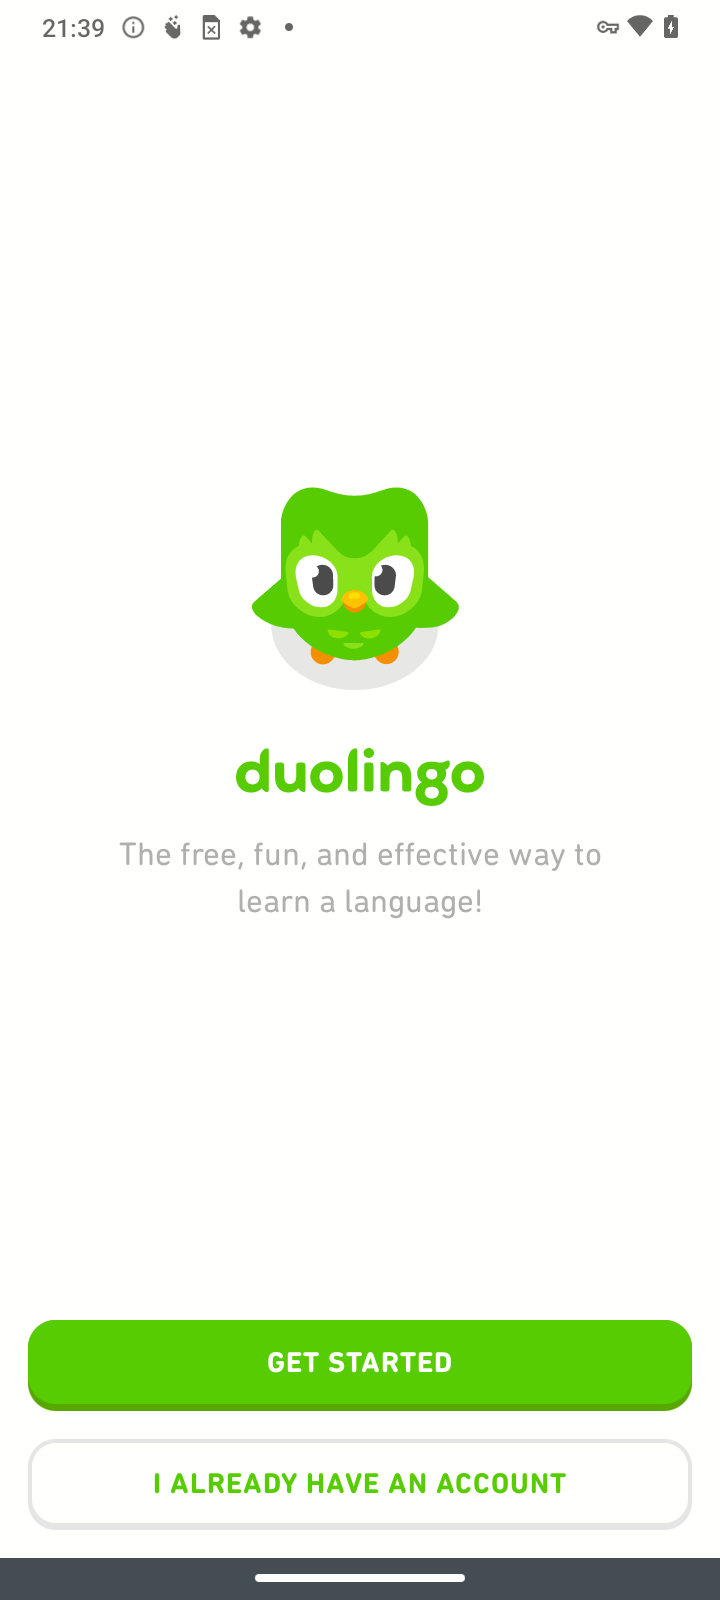 21:39
duolingo
The free, fun, and effective way to
learn a language!
GET STARTED
I ALREADY HAVE AN ACCOUNT